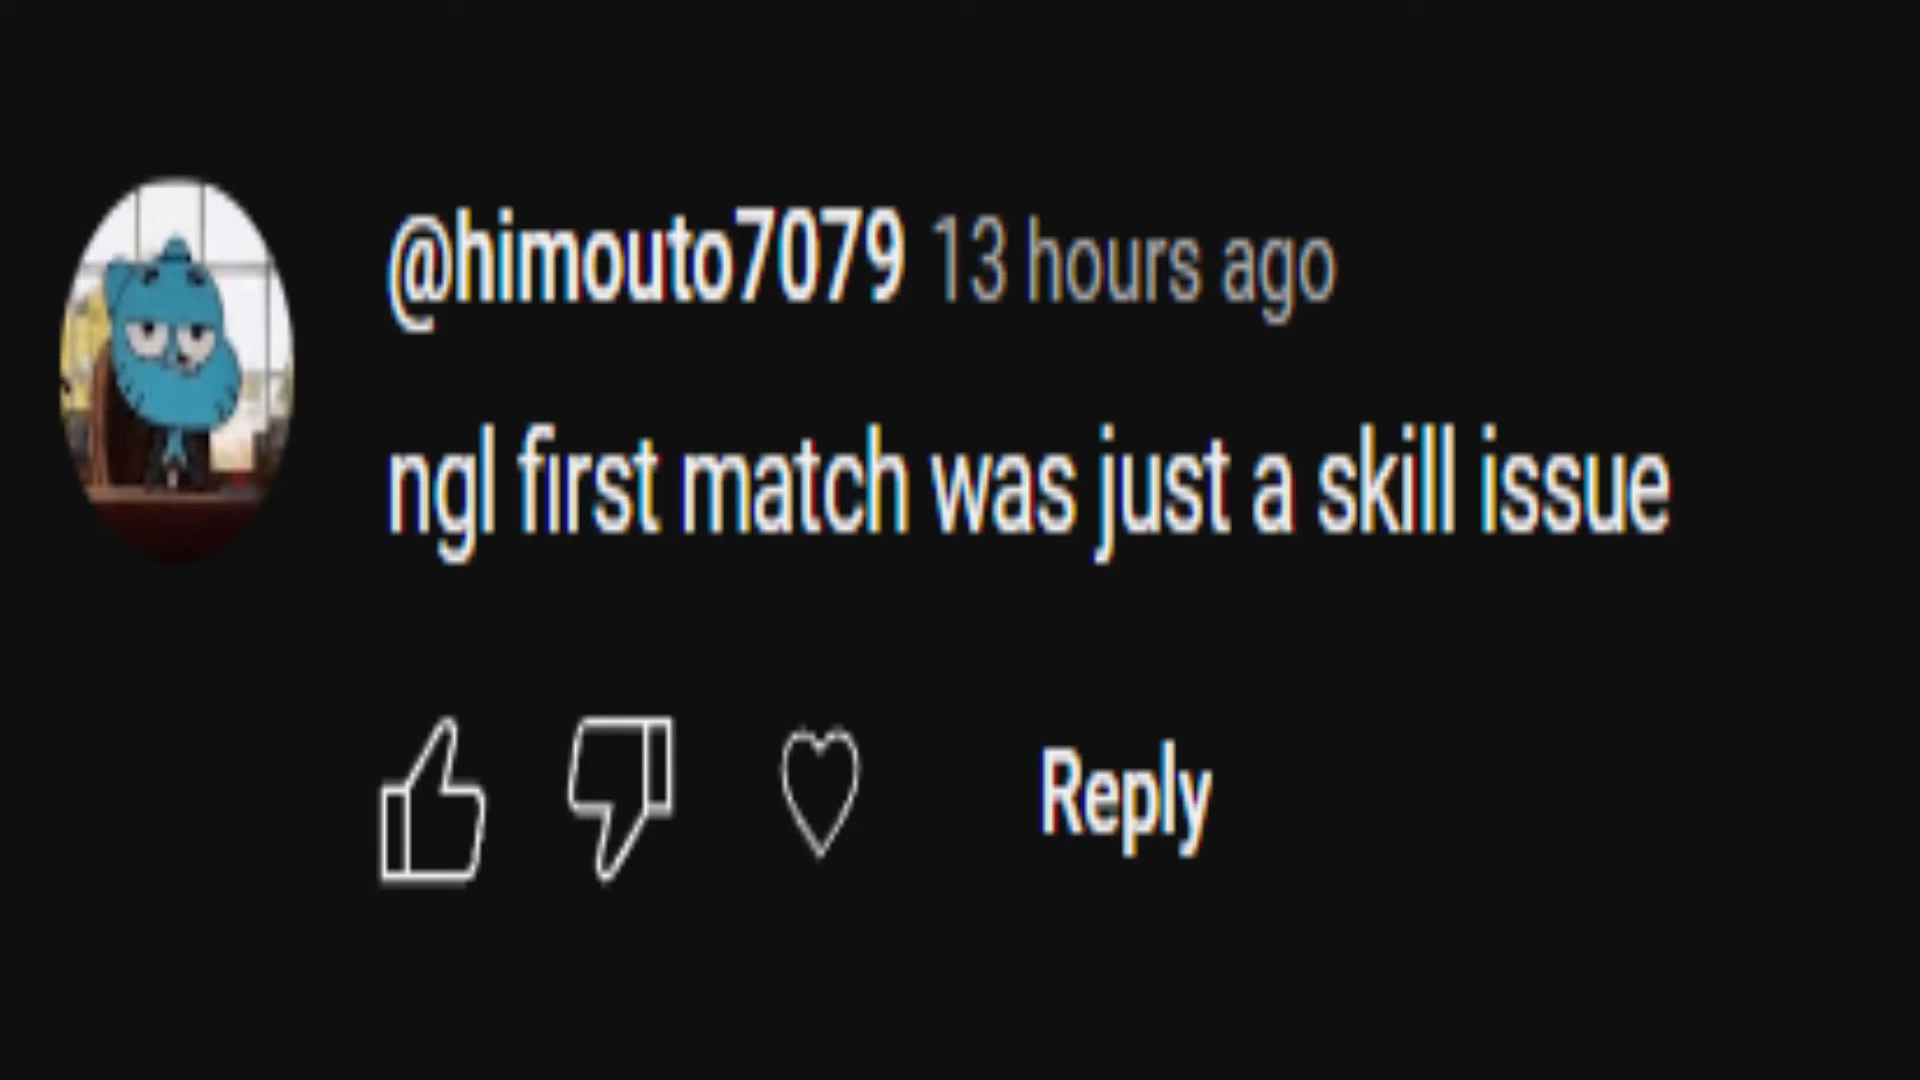 @himouto7079 13 hours ago
ngl first match was just a skill issue
Reply